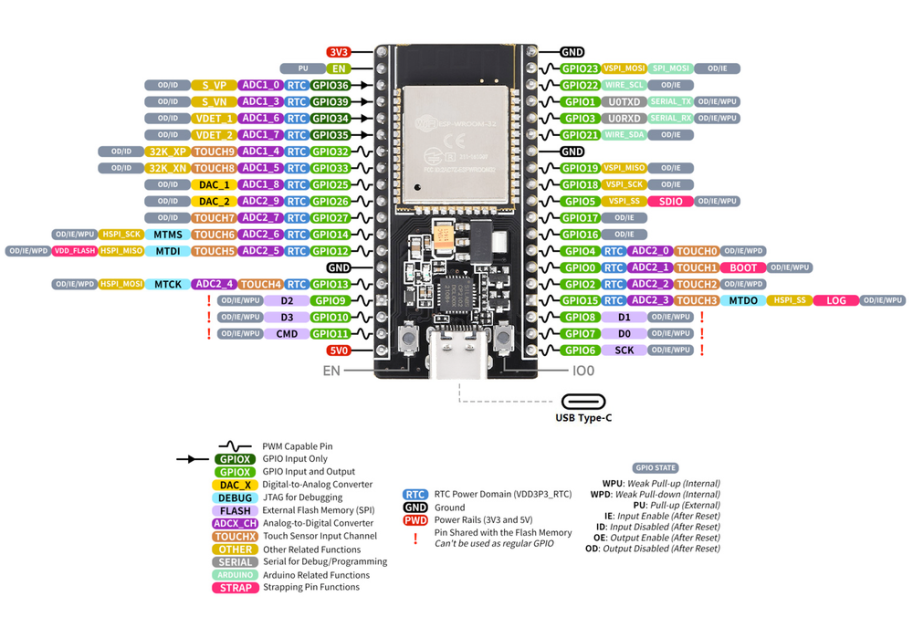 3V3
PU EN
OD/ID S_VP ADC1_0 RTC GPIO36
OD/ID S_VN ADC1_3 RTC GPIO39
OD/ID VDET_1 ADC1_6 RTC GPIO34
OD/ID VDET_2 ADC1_7 RTC GPIO35
OD/ID 32K_XP TOUCH9 ADC1_4 RTC GPIO32
OD/ID 32K_XN TOUCH8 ADC1_5 RTC GPIO33
OD/ID DAC_1 ADC1_8 RTC GPIO25
OD/ID DAC_2 ADC2_9 RTC GPIO26
OD/ID TOUCH7 ADC2_7 RTC GPIO27
OD/IE/WPU HSPI_SCK MTMS TOUCH6 ADC2_6 RTC GPIO14
OD/IE/WPD VDD_FLASH HSPI_MISO MTDI TOUCH5 ADC2_5 RTC GPIO12
GND
OD/IE/WPD HSPI_MOSI MTCK ADC2_4 TOUCH4 RTC GPIO13
! OD/IE/WPU D2 GPIO9
! OD/IE/WPU D3 GPIO10
! OD/IE/WPU CMD GPIO11
5V0
EN
GND
GPIO23 VSPI_MOSI SPI_MOSI OD/IE
GPIO22 WIRE_SCL OD/IE
GPIO1 U0TXD SERIAL_TX OD/IE/WPU
GPIO3 U0RXD SERIAL_RX OD/IE/WPU
GPIO21 WIRE_SDA OD/IE
GND
GPIO19 VSPI_MISO OD/IE
GPIO18 VSPI_SCK OD/IE
GPIO5 VSPI_SS SDIO OD/IE/WPU
GPIO17 OD/IE
GPIO16 OD/IE
GPIO4 RTC ADC2_0 TOUCH0 OD/IE/WPD
GPIO0 RTC ADC2_1 TOUCH1 BOOT OD/IE/WPU
GPIO2 RTC ADC2_2 TOUCH2 OD/IE/WPD
GPIO15 RTC ADC2_3 TOUCH3 MTDO HSPI_SS LOG OD/IE/WPU
GPIO8 D1 OD/IE/WPU !
GPIO7 D0 OD/IE/WPU !
GPIO6 SCK OD/IE/WPU !
IO0
USB Type-C
PWM Capable Pin
GPIOX GPIO Input Only
GPIOX GPIO Input and Output
DAC_X Digital-to-Analog Converter
DEBUG JTAG for Debugging
FLASH External Flash Memory (SPI)
ADCX_CH Analog-to-Digital Converter
TOUCHX Touch Sensor Input Channel
OTHER Other Related Functions
SERIAL Serial for Debug/Programming
ARDUINO Arduino Related Functions
STRAP Strapping Pin Functions
RTC RTC Power Domain (VDD3P3_RTC)
GND Ground
PWD Power Rails (3V3 and 5V)
! Pin Shared with the Flash Memory
Can't be used as regular GPIO
GPIO STATE
WPU: Weak Pull-up (Internal)
WPD: Weak Pull-down (Internal)
PU: Pull-up (External)
IE: Input Enable (After Reset)
ID: Input Disabled (After Reset)
OE: Output Enable (After Reset)
OD: Output Disabled (After Reset)